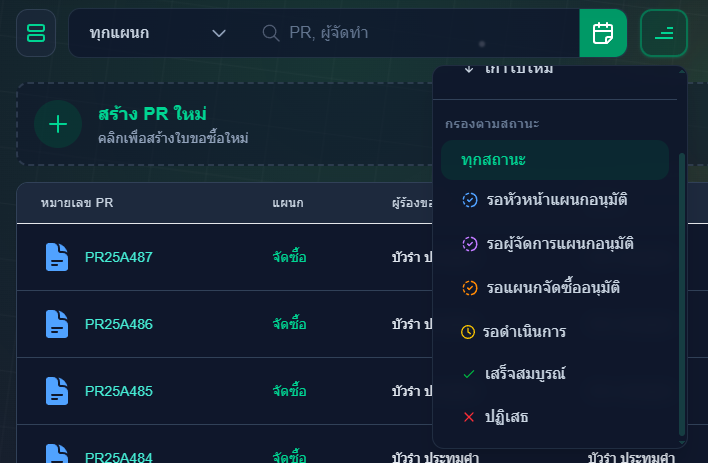 ทุกแผนก
PR, ผู้จัดทำ
สร้าง PR ใหม่
คลิกเพื่อสร้างใบขอซื้อใหม่
เก่าไปใหม่
กรองตามสถานะ
ทุกสถานะ
รอหัวหน้าแผนกอนุมัติ
รอผู้จัดการแผนกอนุมัติ
รอแผนกจัดซื้ออนุมัติ
รอดำเนินการ
เสร็จสมบูรณ์
ปฏิเสธ
หมายเลข PR แผนก ผู้ร้องขอ
PR25A487 จัดซื้อ บัวรำ
PR25A486 จัดซื้อ บัวรำ
PR25A485 จัดซื้อ บัวรำ
PR25A484 จัดซื้อ บัวรำ ประทุมคำ บัวรำ ประทุมคำ